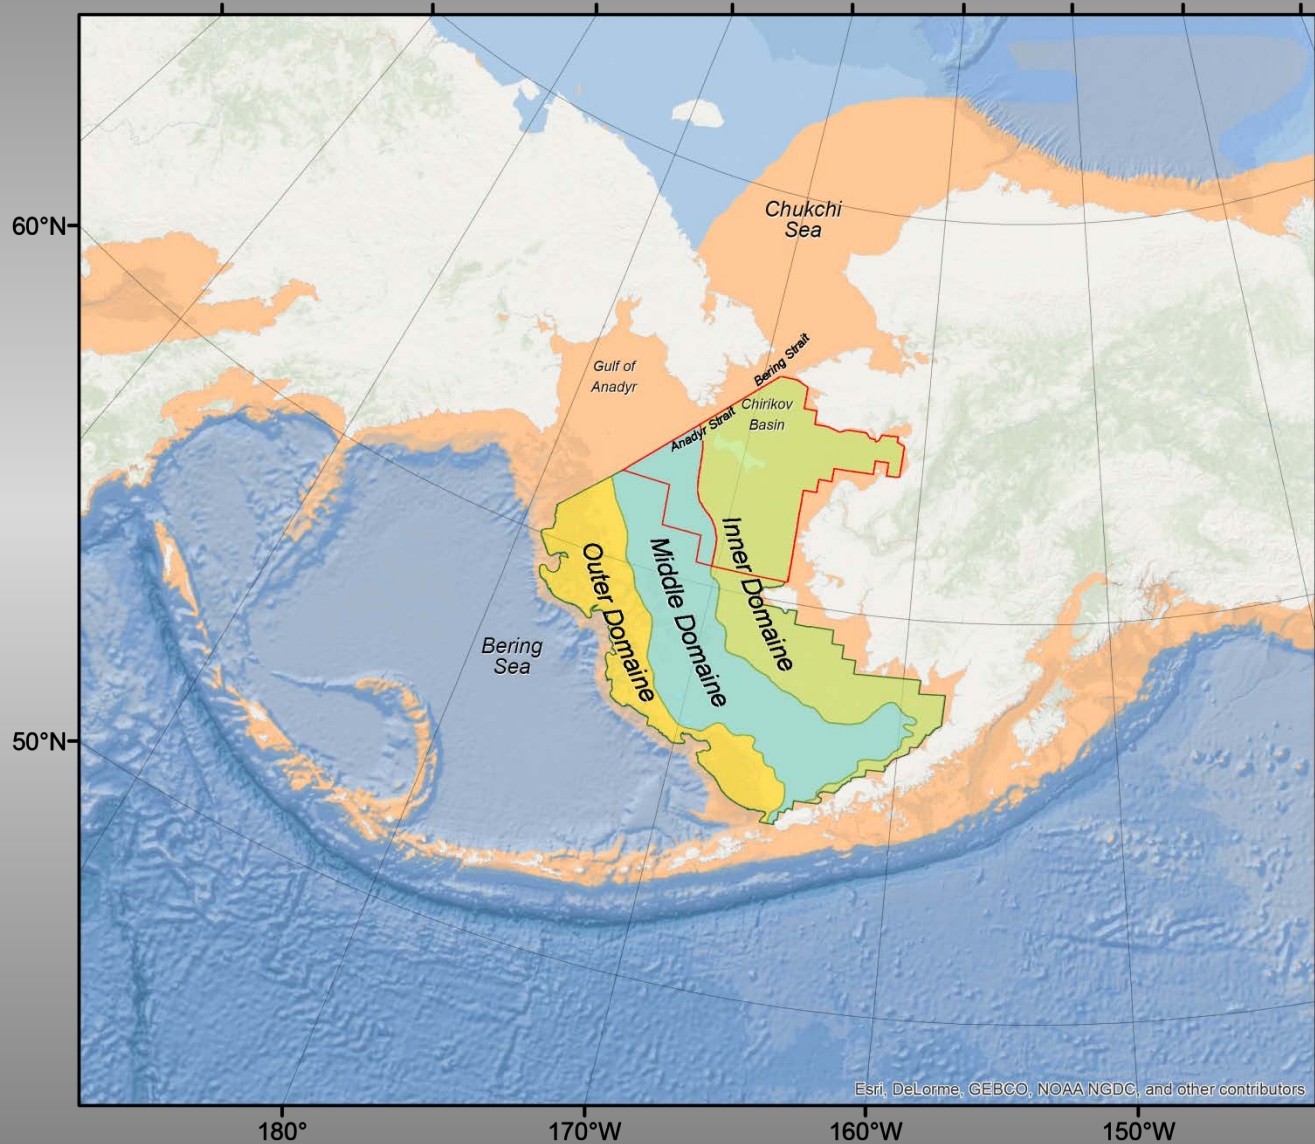 60°N
Chukchi
Sea
Bering Strait
Gulf of
Anadyr
Chirikov
Basin
Anadyr Strait
Inner Domaine
Middle Domaine
Outer Domaine
Bering
Sea
50°N
Esri, DeLorme, GEBCO, NOAA NGDC, and other contributors
180°
170°W
160°W
150°W